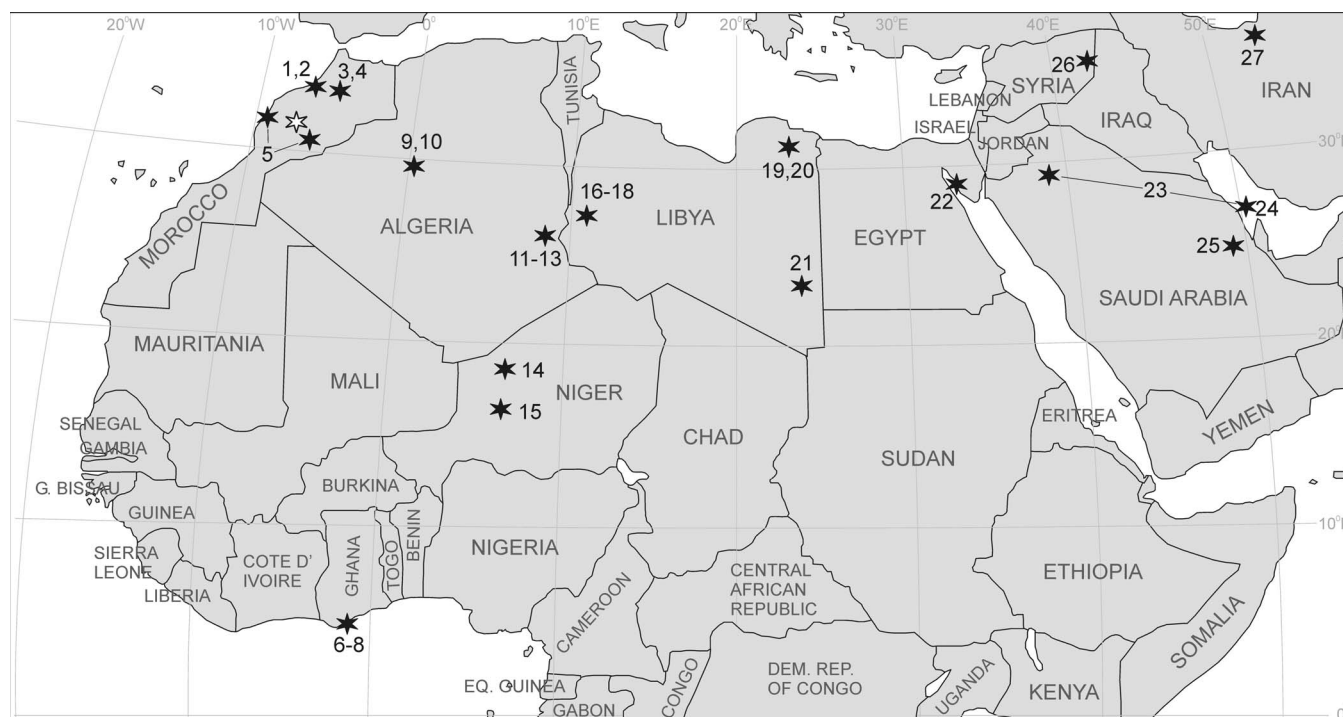 20°W
10°W
0°
10°E
20°E
30°E
40°E
50°E
27
1,2
3,4
26
SYRIA
IRAN
TUNISIA
LEBANON
ISRAEL
IRAQ
JORDAN
30°
5
9,10
19,20
16-18
22
23
24
MOROCCO
ALGERIA
LIBYA
EGYPT
25
11-13
21
SAUDI ARABIA
20°
MAURITANIA
MALI
14
NIGER
15
ERITREA
YEMEN
SENEGAL
GAMBIA
CHAD
SUDAN
G. BISSAU
BURKINA
GUINEA
BENIN
10°
SIERRA
LEONE
COTE D'
IVOIRE
GHANA
TOGO
NIGERIA
LIBERIA
CENTRAL
AFRICAN
REPUBLIC
ETHIOPIA
CAMEROON
SOMALIA
6-8
EQ. GUINEA
GABON
CONGO
DEM. REP.
OF CONGO
UGANDA
KENYA
0